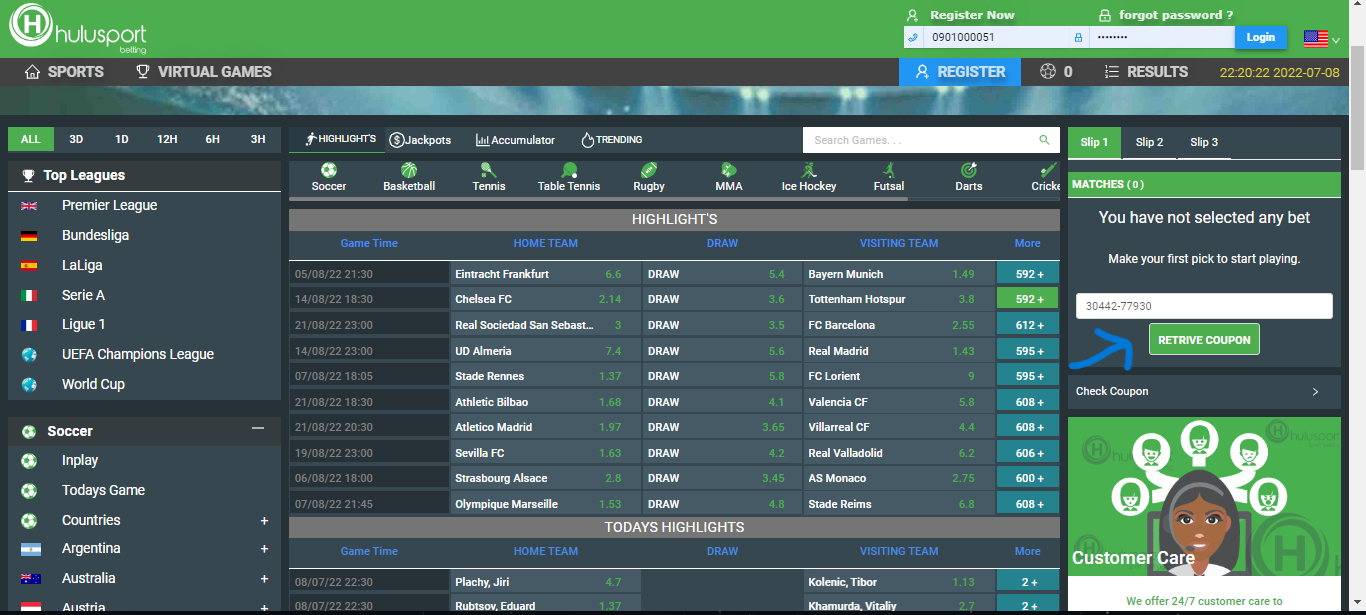 hulusport
betting
Register Now
forgot password ?
0901000051
Login
SPORTS
VIRTUAL GAMES
REGISTER
0
RESULTS
22:20:22 2022-07-08
ALL 3D 1D 12H 6H 3H
Top Leagues
Premier League
Bundesliga
LaLiga
Serie A
Ligue 1
UEFA Champions League
World Cup
Soccer
Inplay
Todays Game
Countries +
Argentina +
Australia +
Austria +
HIGHLIGHT'S Jackpots Accumulator TRENDING
Search Games. . .
Soccer Basketball Tennis Table Tennis Rugby MMA Ice Hockey Futsal Darts Cricke
HIGHLIGHT'S
Game Time HOME TEAM DRAW VISITING TEAM More
05/08/22 21:30 Eintracht Frankfurt 6.6 DRAW 5.4 Bayern Munich 1.49 592 +
14/08/22 18:30 Chelsea FC 2.14 DRAW 3.6 Tottenham Hotspur 3.8 592 +
21/08/22 23:00 Real Sociedad San Sebast... 3 DRAW 3.5 FC Barcelona 2.55 612 +
14/08/22 23:00 UD Almeria 7.4 DRAW 5.6 Real Madrid 1.43 595 +
07/08/22 18:05 Stade Rennes 1.37 DRAW 5.8 FC Lorient 9 595 +
21/08/22 18:30 Athletic Bilbao 1.68 DRAW 4.1 Valencia CF 5.8 608 +
21/08/22 20:30 Atletico Madrid 1.97 DRAW 3.65 Villarreal CF 4.4 608 +
19/08/22 23:00 Sevilla FC 1.63 DRAW 4.2 Real Valladolid 6.2 606 +
06/08/22 18:00 Strasbourg Alsace 2.8 DRAW 3.45 AS Monaco 2.75 600 +
07/08/22 21:45 Olympique Marseille 1.53 DRAW 4.8 Stade Reims 6.8 608 +
TODAYS HIGHLIGHTS
Game Time HOME TEAM DRAW VISITING TEAM More
08/07/22 22:30 Plachy, Jiri 4.7 Kolenic, Tibor 1.13 2 +
08/07/22 22:30 Rubtsov, Eduard 1.37 Khamurda, Vitaliy 2.7 2 +
Slip 1 Slip 2 Slip 3
MATCHES ( 0 )
You have not selected any bet
Make your first pick to start playing.
30442-77930
RETRIVE COUPON
Check Coupon
Customer Care
We offer 24/7 customer care to